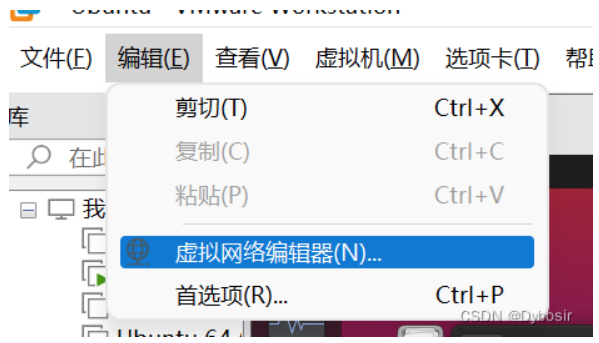 Ubuntu - VMware Workstation
文件(F) 编辑(E) 查看(V) 虚拟机(M) 选项卡(T) 帮
库
剪切(T) Ctrl+X
在此
复制(C) Ctrl+C
粘贴(P) Ctrl+V
我
虚拟网络编辑器(N)...
首选项(R)... Ctrl+P
CSDN @Dybosir
Ubuntu 64